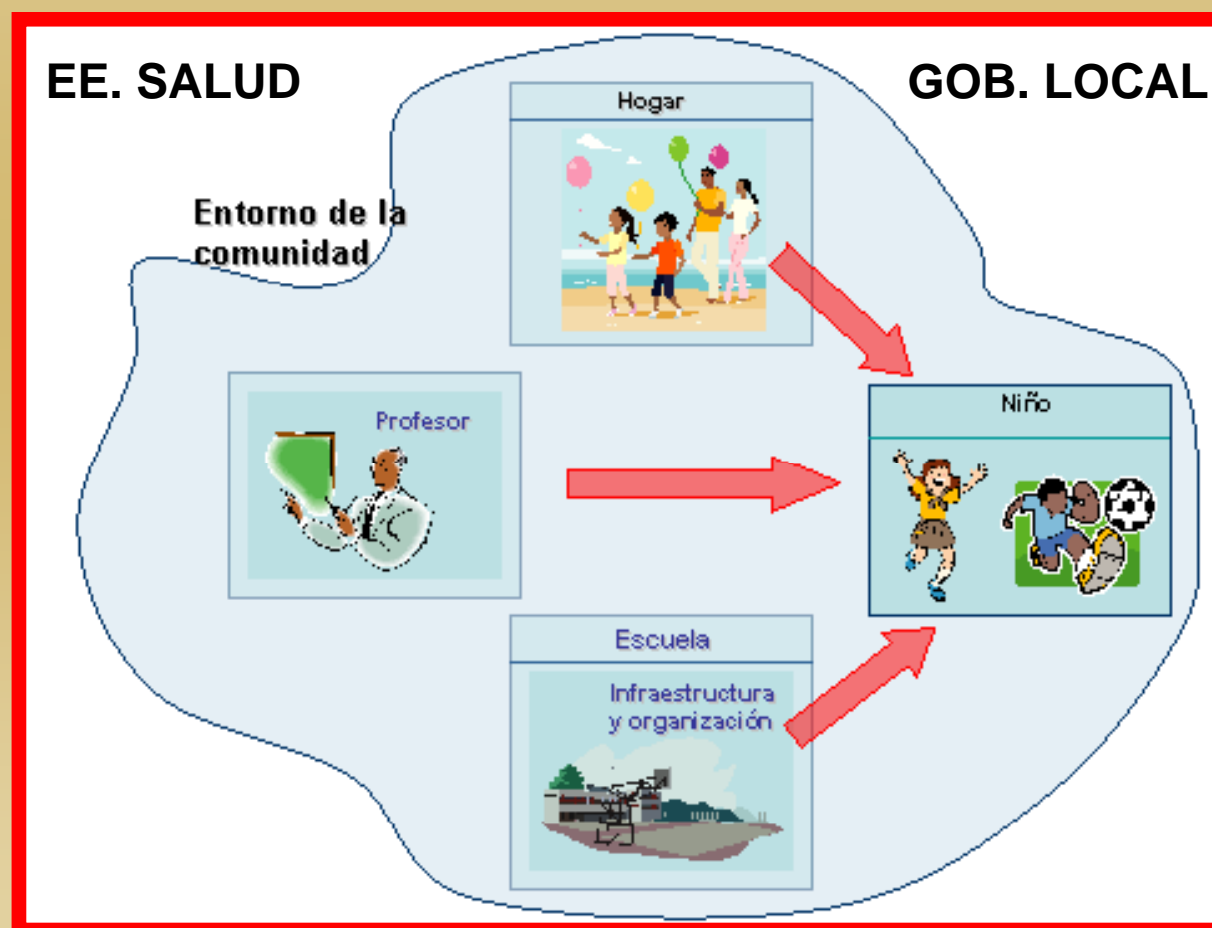 EE. SALUD
GOB. LOCAL
Hogar
Entorno de la
comunidad
Profesor
Niño
Escuela
Infraestructura
y organización